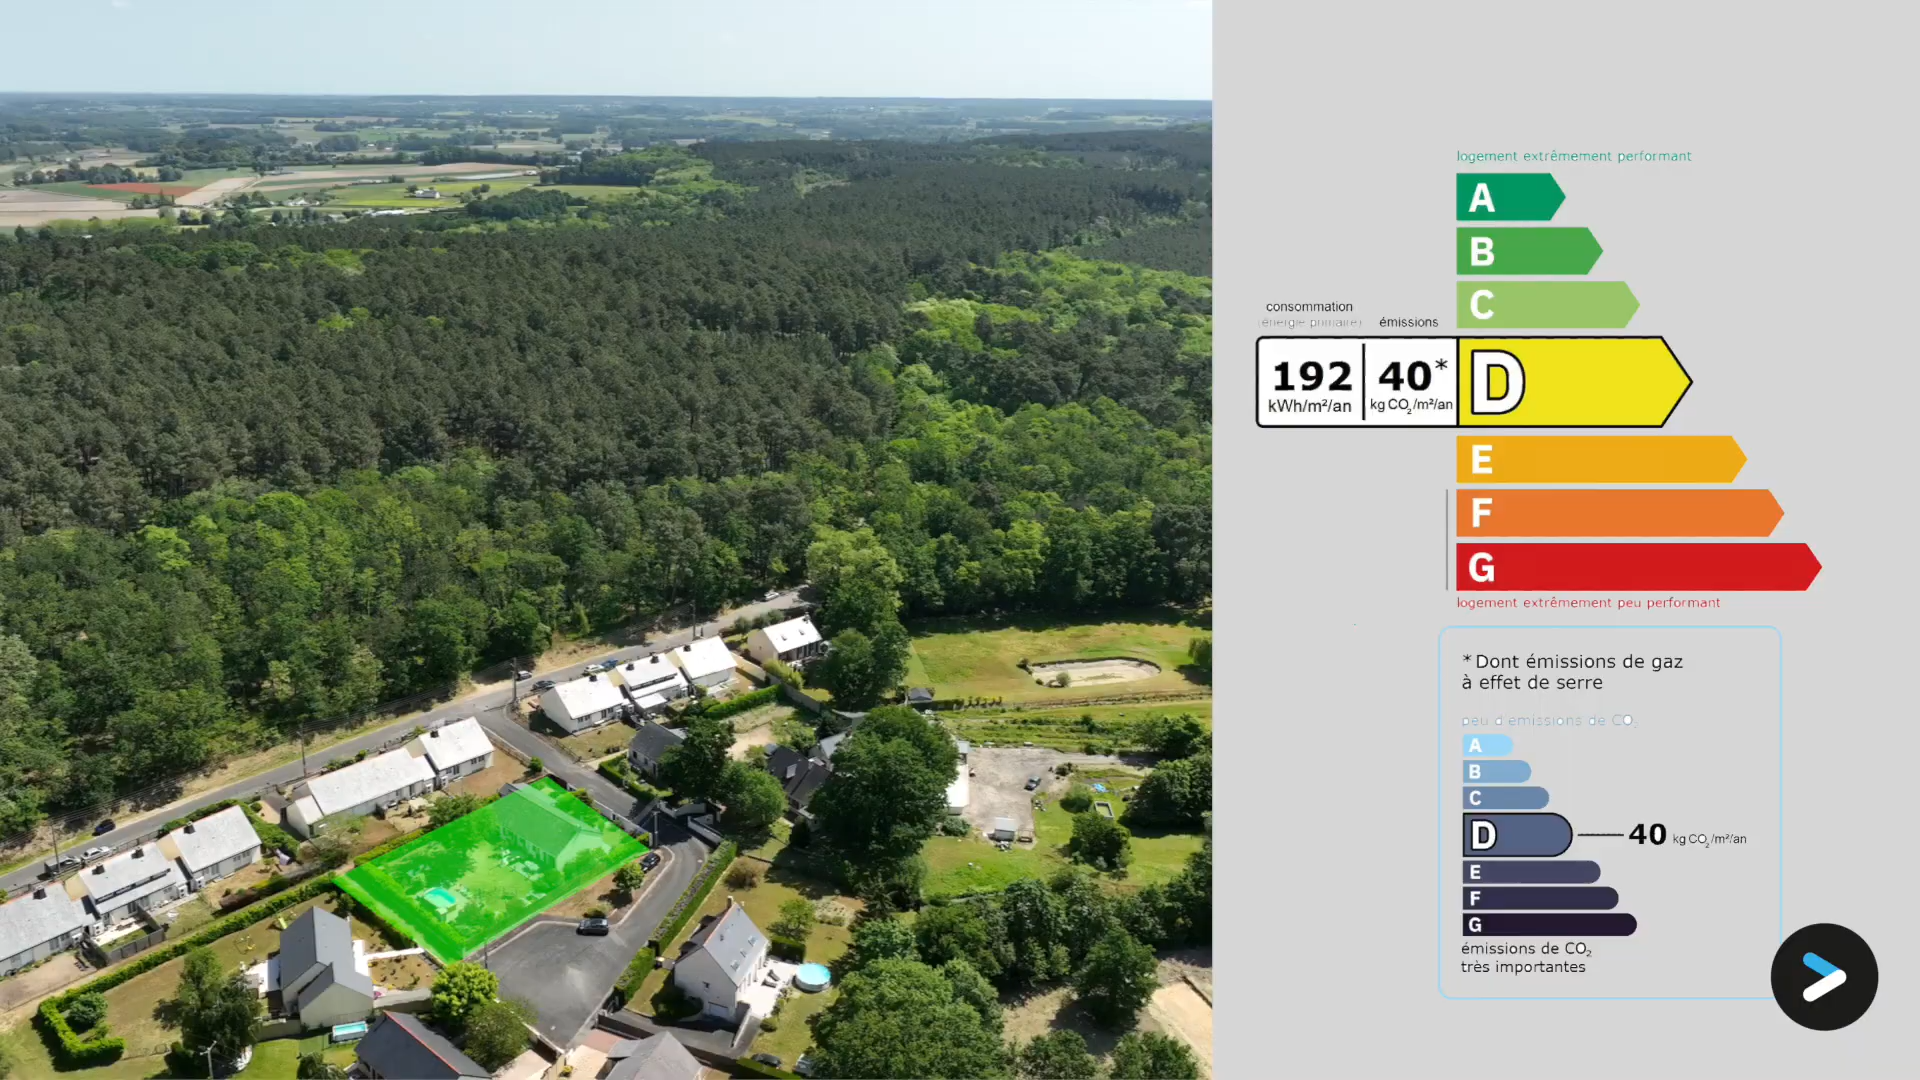 logement extrêmement performant
A
B
C
consommation
(énergie primaire)
émissions
192
kWh/m²/an
40*
kg CO₂/m²/an
D
E
F
G
logement extrêmement peu performant
* Dont émissions de gaz
à effet de serre
peu d'émissions de CO₂
A
B
C
D
40 kg CO₂/m²/an
E
F
G
émissions de CO₂
très importantes